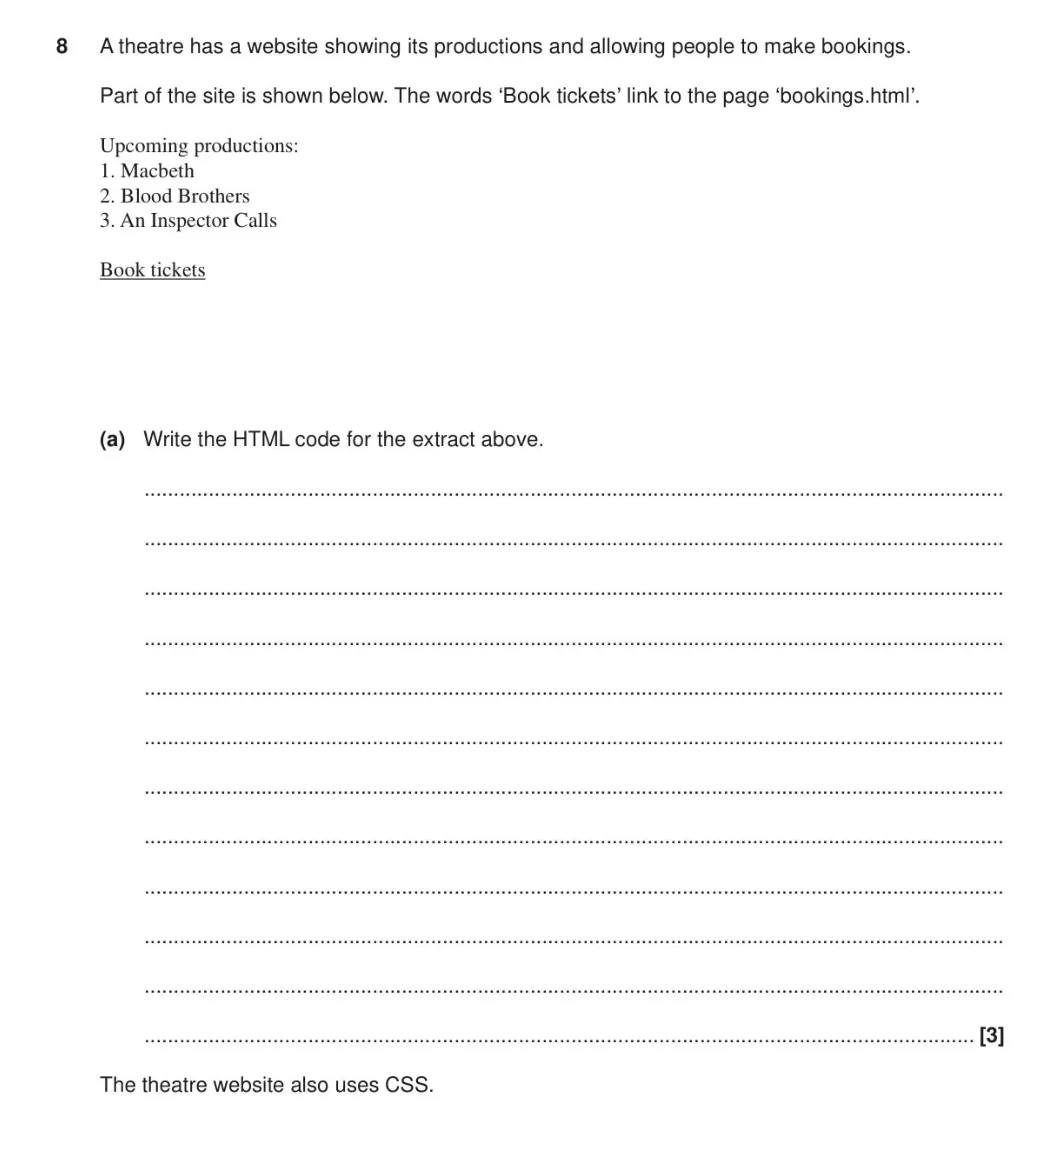 8 A theatre has a website showing its productions and allowing people to make bookings.
Part of the site is shown below. The words ‘Book tickets’ link to the page ‘bookings.html’.
Upcoming productions:
1. Macbeth
2. Blood Brothers
3. An Inspector Calls
Book tickets
(a) Write the HTML code for the extract above.
[3]
The theatre website also uses CSS.